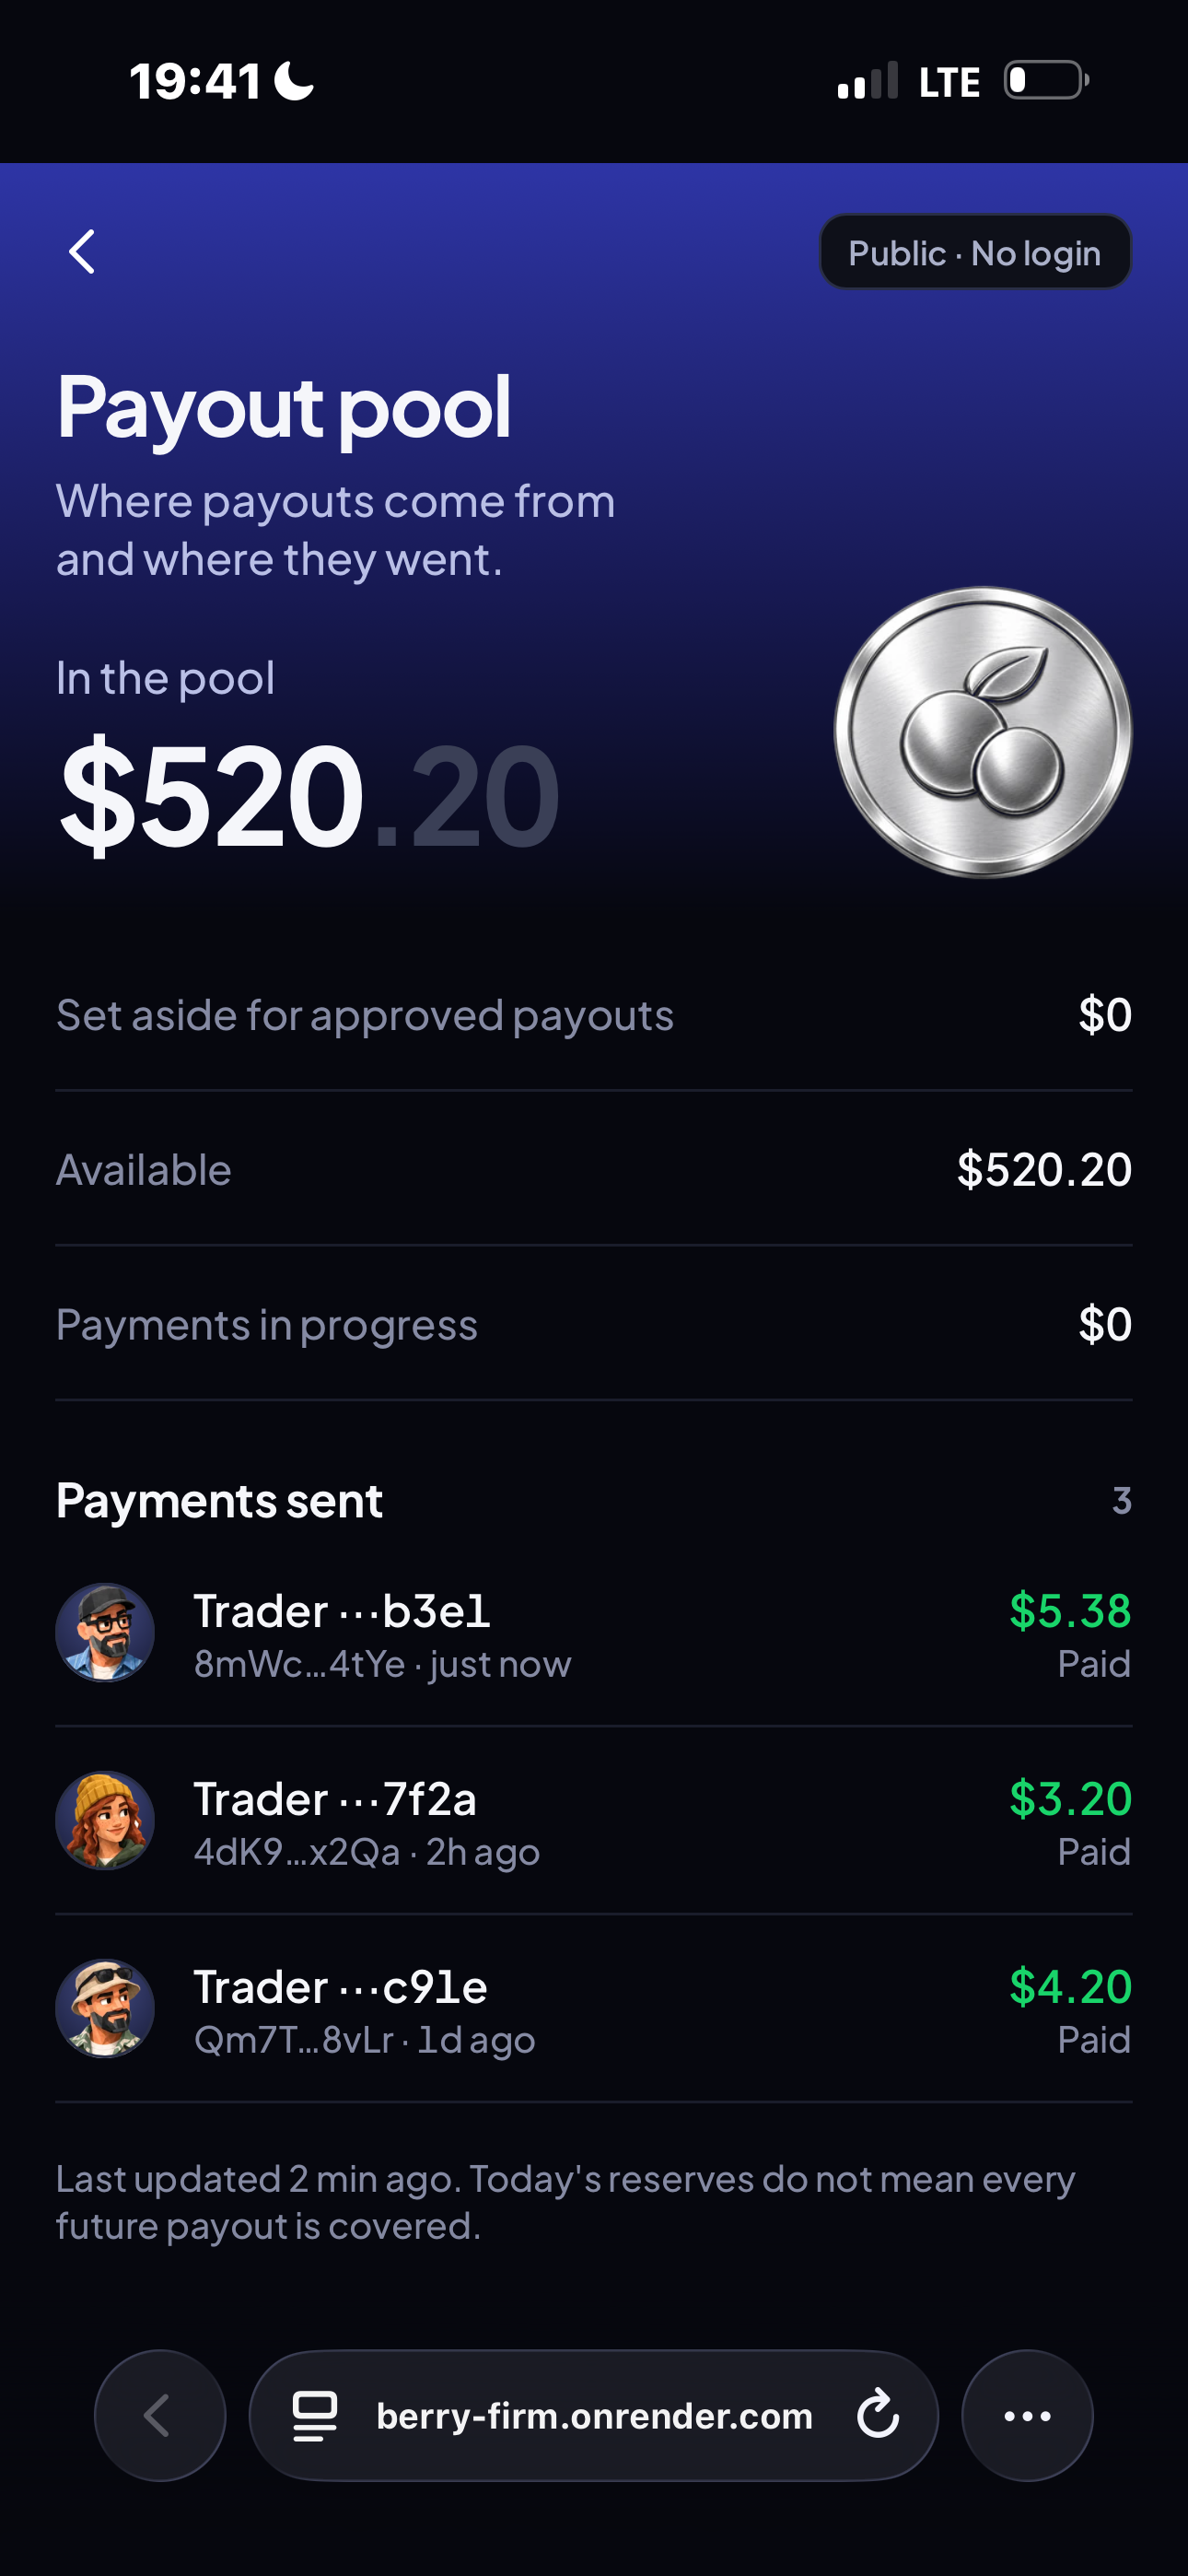 19:41
LTE
Public · No login
Payout pool
Where payouts come from
and where they went.
In the pool
$520.20
Set aside for approved payouts $0
Available $520.20
Payments in progress $0
Payments sent 3
Trader ···b3e1 $5.38
8mWc...4tYe · just now Paid
Trader ···7f2a $3.20
4dK9...x2Qa · 2h ago Paid
Trader ···c91e $4.20
Qm7T...8vLr · 1d ago Paid
Last updated 2 min ago. Today's reserves do not mean every
future payout is covered.
berry-firm.onrender.com